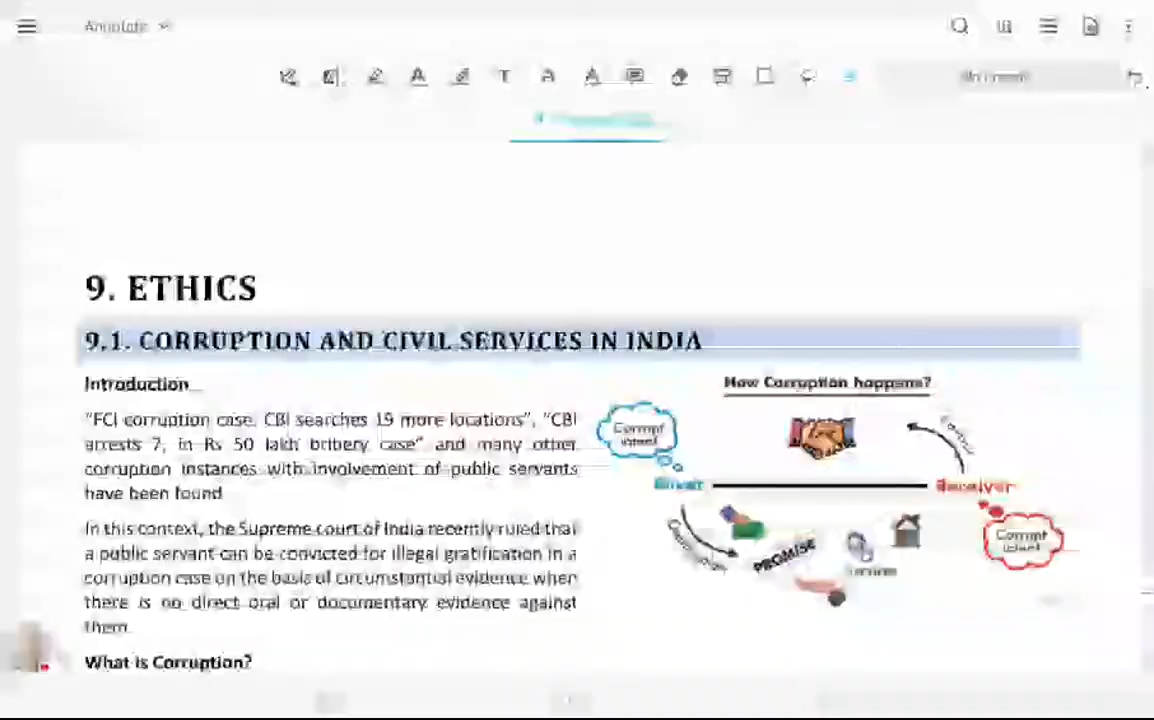 Annotate
9. ETHICS
9.1. CORRUPTION AND CIVIL SERVICES IN INDIA
Introduction
"FCI corruption case, CBI searches 19 more locations", "CBI
arrests 7, in Rs 50 lakh bribery case" and many other
corruption instances with involvement of public servants
have been found.
In this context, the Supreme court of India recently ruled that
a public servant can be convicted for illegal gratification in a
corruption case on the basis of circumstantial evidence when
there is no direct oral or documentary evidence against
them.
What is Corruption?
How Corruption happens?
Corrupt
intent
Giver
Receiver
PROMISE
Corrupt
intent